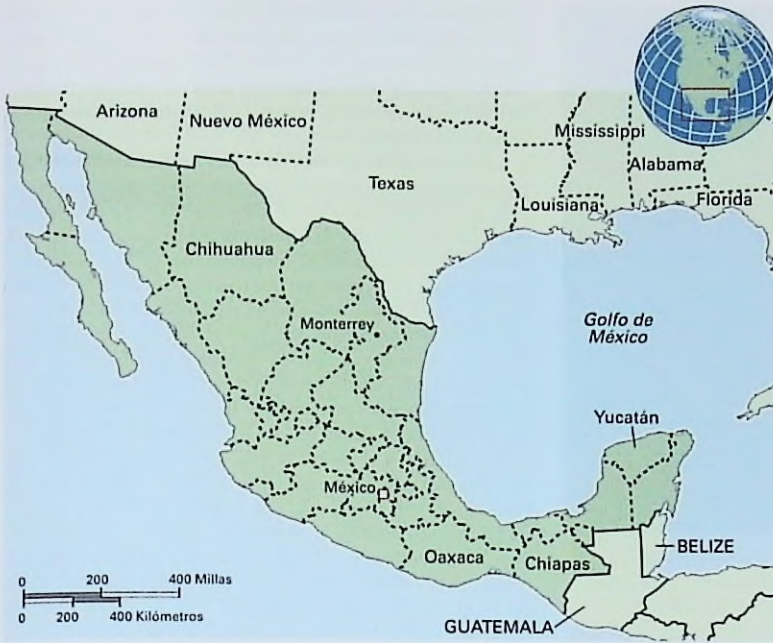 Arizona
Nuevo México
Mississippi
Alabama
Texas
Louisiana
Florida
Chihuahua
Monterrey
Golfo de
México
Yucatán
México
BELIZE
Oaxaca
Chiapas
GUATEMALA
0 200 400 Millas
0 200 400 Kilómetros